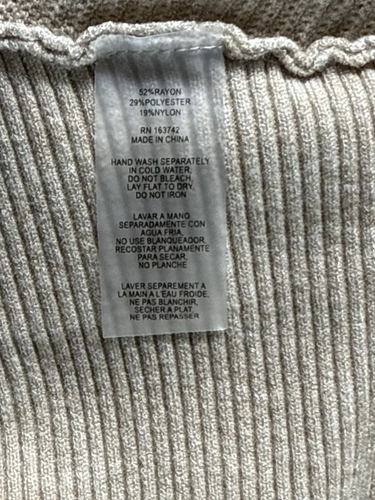 52%RAYON
29%POLYESTER
19%NYLON
RN 163742
MADE IN CHINA
HAND WASH SEPARATELY
IN COLD WATER,
DO NOT BLEACH,
LAY FLAT TO DRY,
DO NOT IRON
LAVAR A MANO
SEPARADAMENTE CON
AGUA FRIA,
NO USE BLANQUEADOR,
RECOSTAR PLANAMENTE
PARA SECAR,
NO PLANCHE
LAVER SEPAREMENT A
LA MAIN A L'EAU FROIDE,
NE PAS BLANCHIR,
SECHER A PLAT,
NE PAS REPASSER